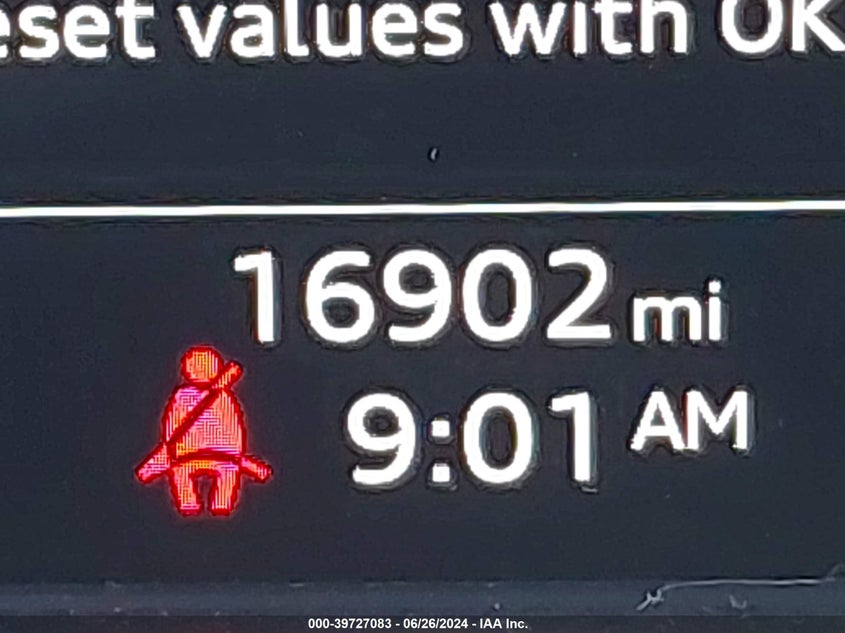 eset values with OK
16902 mi
9:01 AM
000-39727083 - 06/26/2024 - IAA Inc.